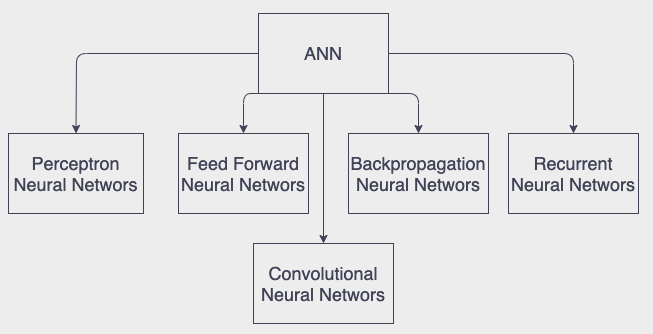 ANN
Perceptron
Neural Networs
Feed Forward
Neural Networs
Backpropagation
Neural Networs
Recurrent
Neural Networs
Convolutional
Neural Networs